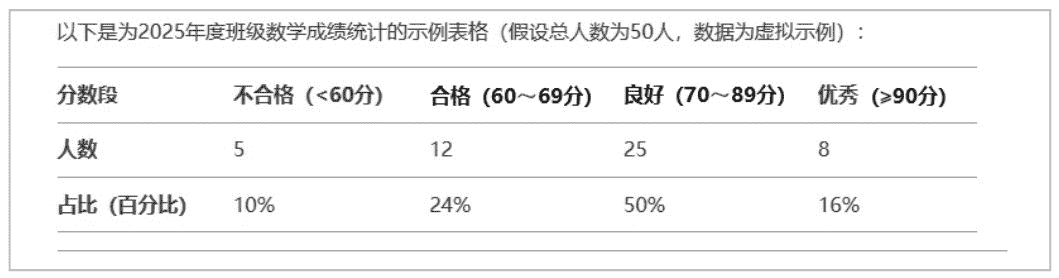 以下是为2025年度班级数学成绩统计的示例表格（假设总人数为50人，数据为虚拟示例）：
分数段 不合格（<60分） 合格（60～69分） 良好（70～89分） 优秀（≥90分）
人数 5 12 25 8
占比（百分比） 10% 24% 50% 16%